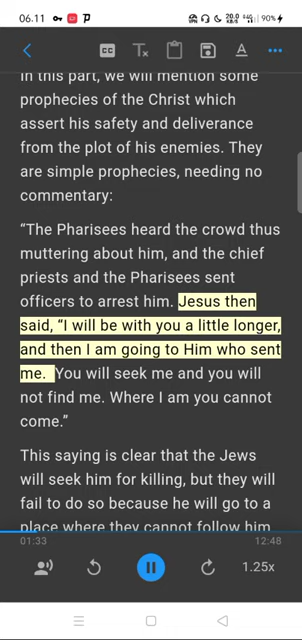 06.11
20.0
KB/S
4G
90%
CC
A
In this part, we will mention some
prophecies of the Christ which
assert his safety and deliverance
from the plot of his enemies. They
are simple prophecies, needing no
commentary:
“The Pharisees heard the crowd thus
muttering about him, and the chief
priests and the Pharisees sent
officers to arrest him. Jesus then
said, “I will be with you a little longer,
and then I am going to Him who sent
me. You will seek me and you will
not find me. Where I am you cannot
come.”
This saying is clear that the Jews
will seek him for killing, but they will
fail to do so because he will go to a
place where they cannot follow him
01:33
12:48
1.25x